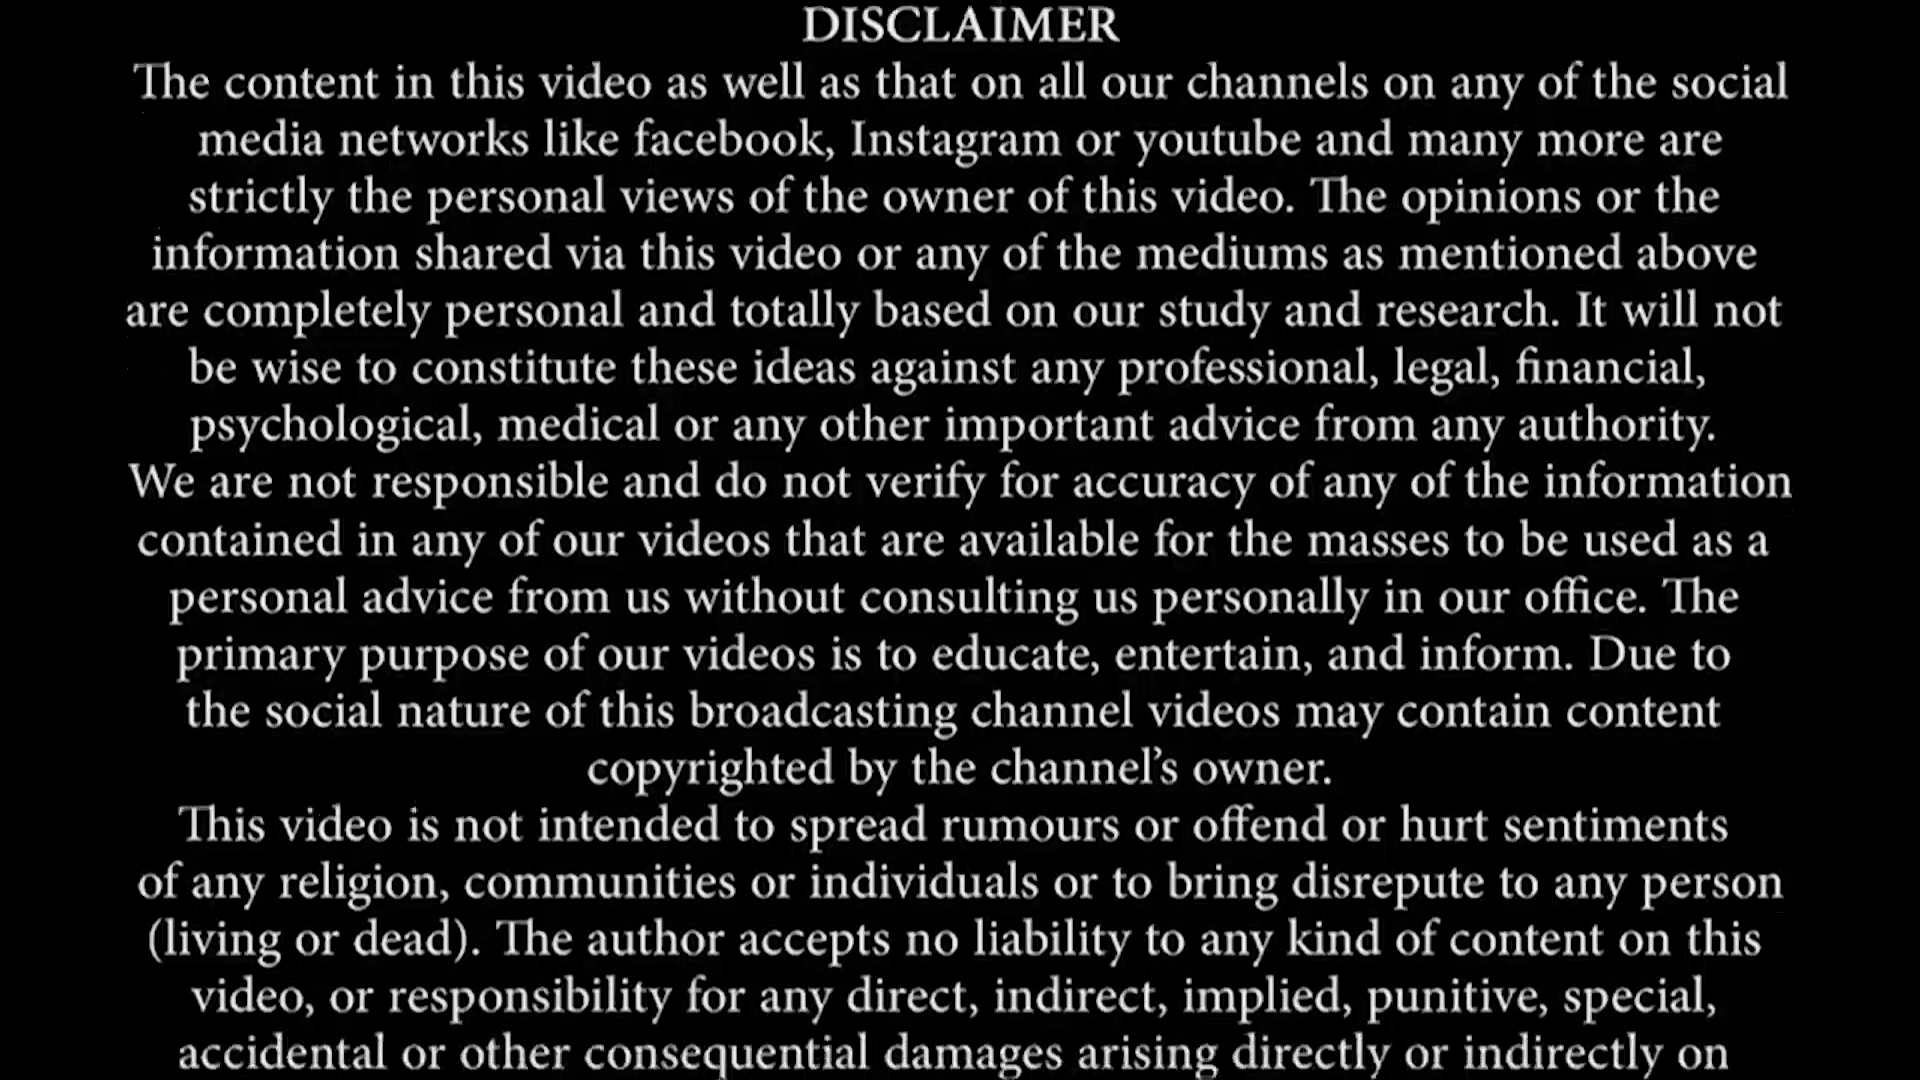 DISCLAIMER
The content in this video as well as that on all our channels on any of the social
media networks like facebook, Instagram or youtube and many more are
strictly the personal views of the owner of this video. The opinions or the
information shared via this video or any of the mediums as mentioned above
are completely personal and totally based on our study and research. It will not
be wise to constitute these ideas against any professional, legal, financial,
psychological, medical or any other important advice from any authority.
We are not responsible and do not verify for accuracy of any of the information
contained in any of our videos that are available for the masses to be used as a
personal advice from us without consulting us personally in our office. The
primary purpose of our videos is to educate, entertain, and inform. Due to
the social nature of this broadcasting channel videos may contain content
copyrighted by the channel’s owner.
This video is not intended to spread rumours or offend or hurt sentiments
of any religion, communities or individuals or to bring disrepute to any person
(living or dead). The author accepts no liability to any kind of content on this
video, or responsibility for any direct, indirect, implied, punitive, special,
accidental or other consequential damages arising directly or indirectly on